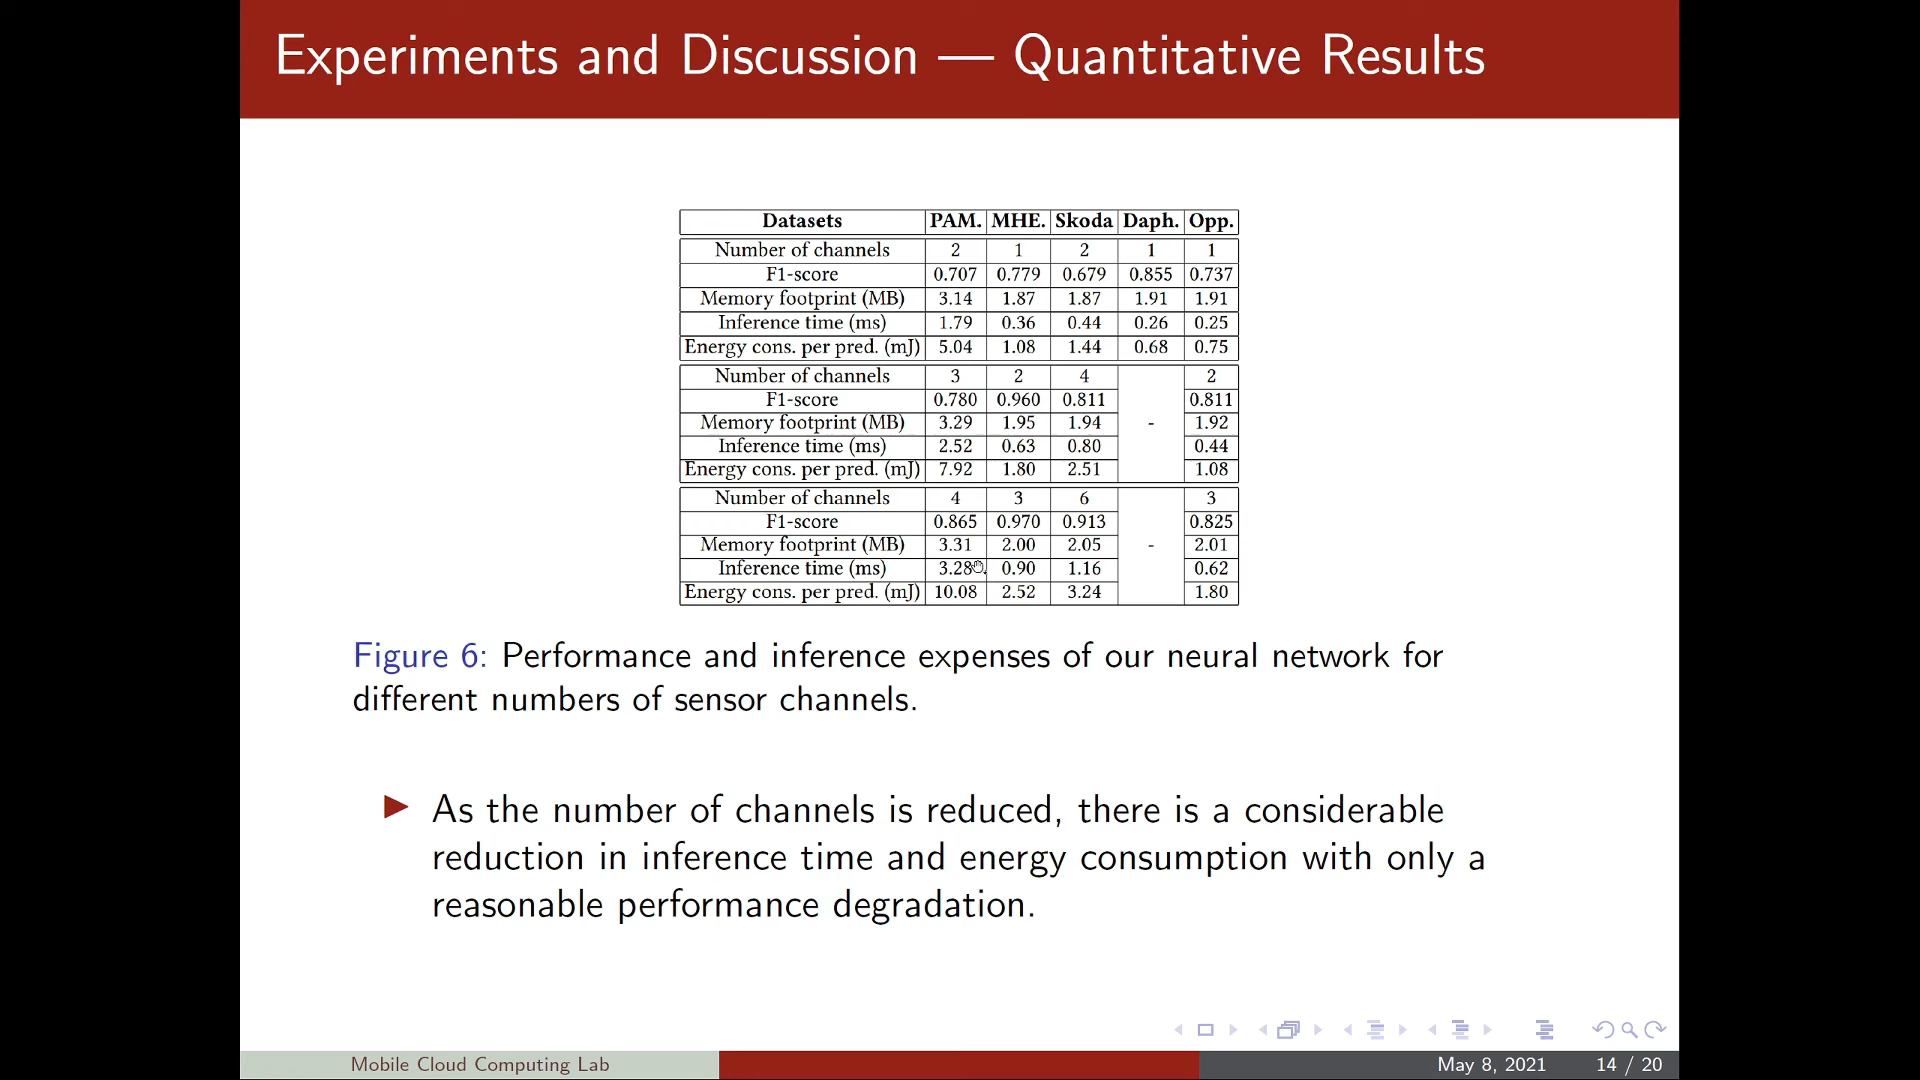 Experiments and Discussion — Quantitative Results
Datasets PAM. MHE. Skoda Daph. Opp.
Number of channels 2 1 2 1 1
F1-score 0.707 0.779 0.679 0.855 0.737
Memory footprint (MB) 3.14 1.87 1.87 1.91 1.91
Inference time (ms) 1.79 0.36 0.44 0.26 0.25
Energy cons. per pred. (mJ) 5.04 1.08 1.44 0.68 0.75
Number of channels 3 2 4 2
F1-score 0.780 0.960 0.811 0.811
Memory footprint (MB) 3.29 1.95 1.94 - 1.92
Inference time (ms) 2.52 0.63 0.80 0.44
Energy cons. per pred. (mJ) 7.92 1.80 2.51 1.08
Number of channels 4 3 6 3
F1-score 0.865 0.970 0.913 0.825
Memory footprint (MB) 3.31 2.00 2.05 - 2.01
Inference time (ms) 3.28 0.90 1.16 0.62
Energy cons. per pred. (mJ) 10.08 2.52 3.24 1.80
Figure 6: Performance and inference expenses of our neural network for
different numbers of sensor channels.
As the number of channels is reduced, there is a considerable
reduction in inference time and energy consumption with only a
reasonable performance degradation.
Mobile Cloud Computing Lab May 8, 2021 14 / 20